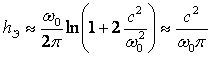 h_Э ≈ ω₀/2π ln(1 + 2 c²/ω₀²) ≈ c²/ω₀π